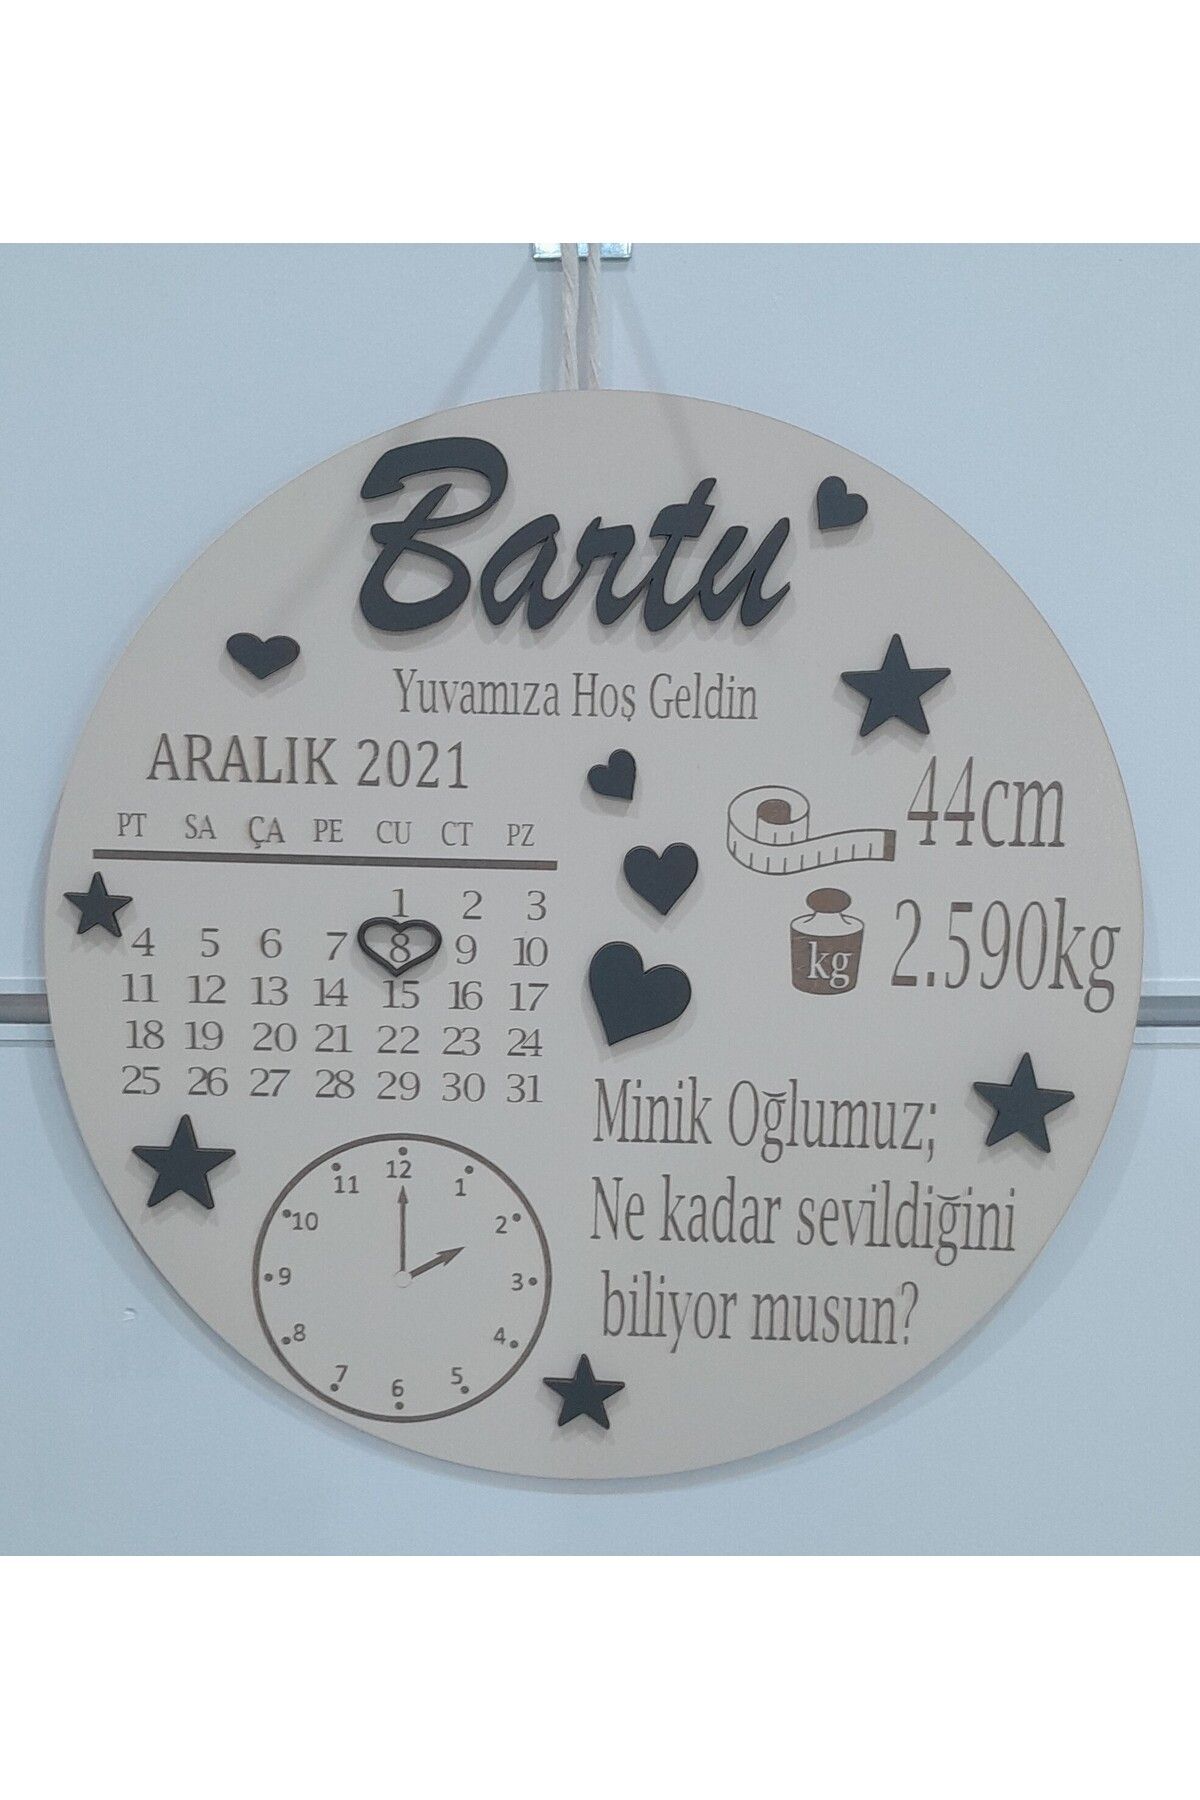 Bartu
Yuvamıza Hoş Geldin
ARALIK 2021
PT SA ÇA PE CU CT PZ
1 2 3
4 5 6 7 8 9 10
11 12 13 14 15 16 17
18 19 20 21 22 23 24
25 26 27 28 29 30 31
44cm
kg 2.590kg
Minik Oğlumuz;
Ne kadar sevildiğini
biliyor musun?
12
11 1
10 2
9 3
8 4
7 5
6